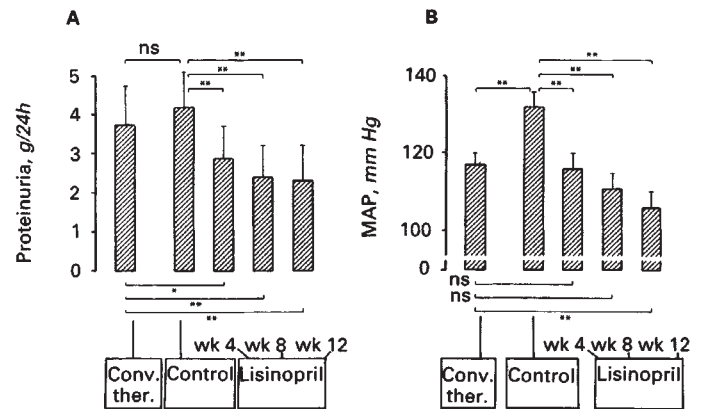 A
ns
**
**
**
5
4
3
2
1
0
Proteinuria, g/24h
*
**
**
wk 4 wk 8 wk 12
Conv. ther.
Control
Lisinopril
B
**
**
**
**
140
120
100
0
MAP, mm Hg
ns
ns
**
wk 4 wk 8 wk 12
Conv.
ther.
Control
Lisinopril